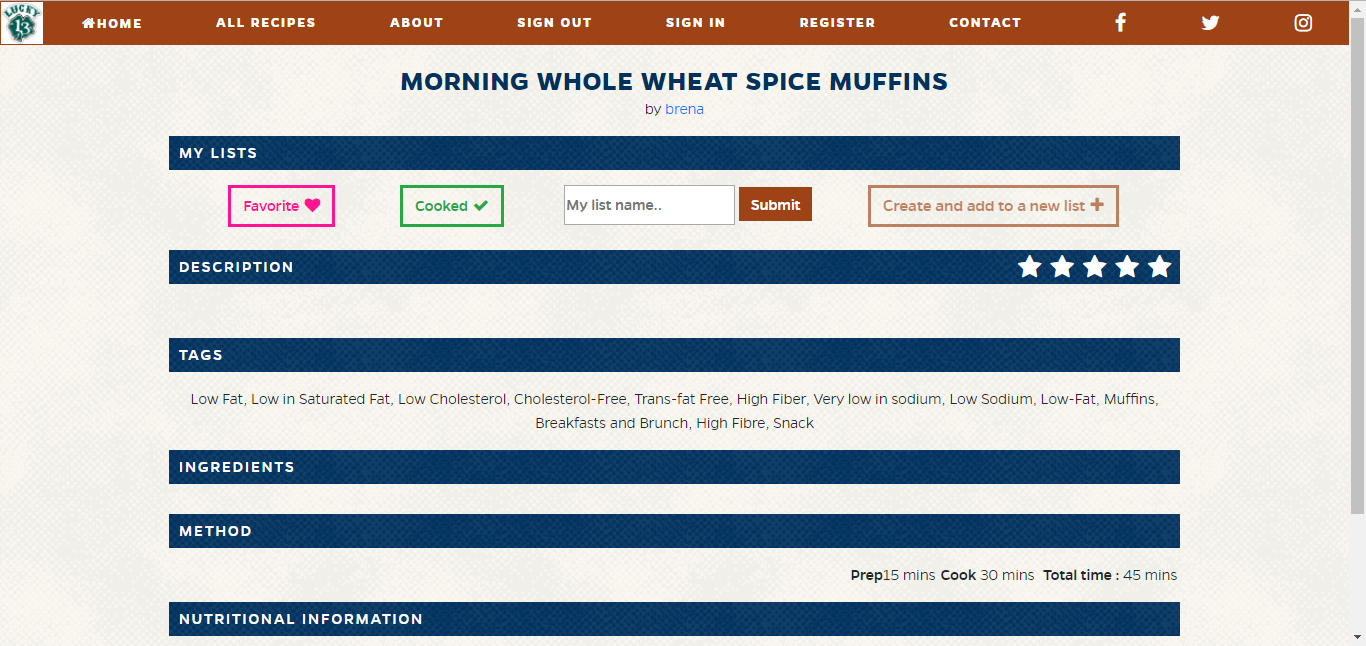 LUCKY 13 HOME ALL RECIPES ABOUT SIGN OUT SIGN IN REGISTER CONTACT
MORNING WHOLE WHEAT SPICE MUFFINS
by brena
MY LISTS
Favorite Cooked My list name.. Submit Create and add to a new list
DESCRIPTION
TAGS
Low Fat, Low in Saturated Fat, Low Cholesterol, Cholesterol-Free, Trans-fat Free, High Fiber, Very low in sodium, Low Sodium, Low-Fat, Muffins,
Breakfasts and Brunch, High Fibre, Snack
INGREDIENTS
METHOD
Prep15 mins Cook 30 mins Total time : 45 mins
NUTRITIONAL INFORMATION